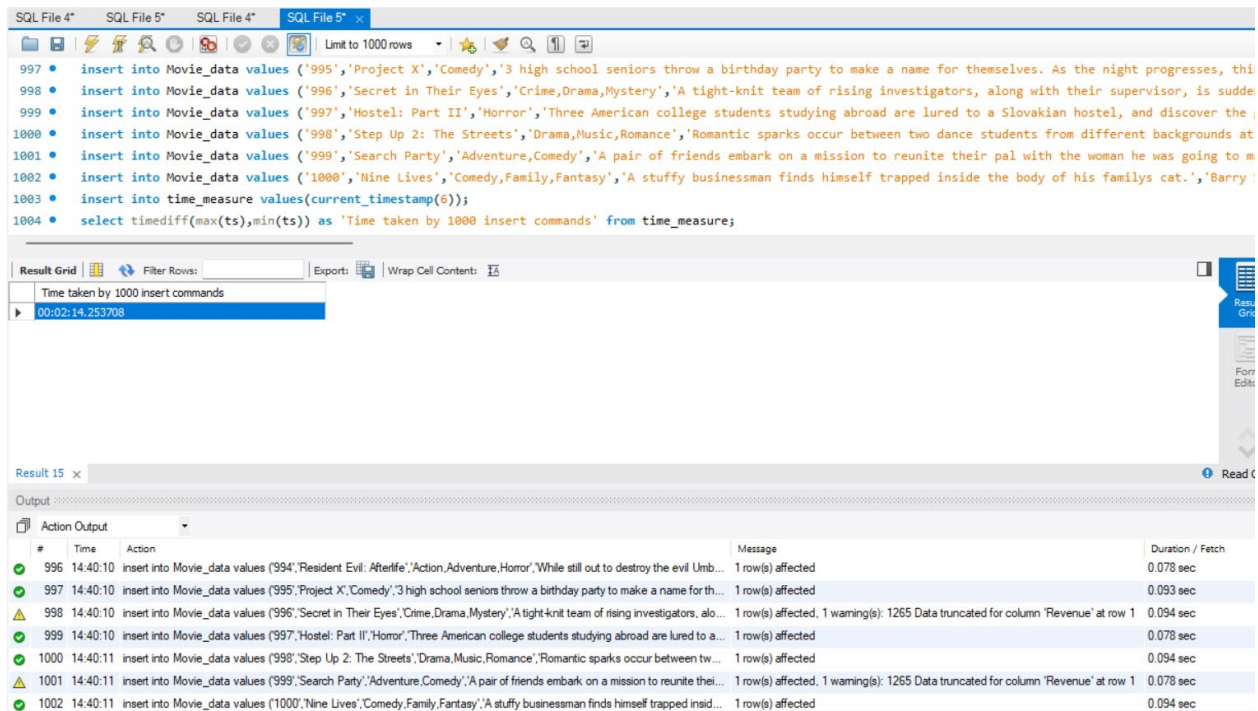 SQL File 4* SQL File 5* SQL File 4* SQL File 5* ×
Limit to 1000 rows
997 insert into Movie_data values ('995','Project X','Comedy','3 high school seniors throw a birthday party to make a name for themselves. As the night progresses, thi
998 insert into Movie_data values ('996','Secret in Their Eyes','Crime,Drama,Mystery','A tight-knit team of rising investigators, along with their supervisor, is sudde
999 insert into Movie_data values ('997','Hostel: Part II','Horror','Three American college students studying abroad are lured to a Slovakian hostel, and discover the
1000 insert into Movie_data values ('998','Step Up 2: The Streets','Drama,Music,Romance','Romantic sparks occur between two dance students from different backgrounds at
1001 insert into Movie_data values ('999','Search Party','Adventure,Comedy','A pair of friends embark on a mission to reunite their pal with the woman he was going to m
1002 insert into Movie_data values ('1000','Nine Lives','Comedy,Family,Fantasy','A stuffy businessman finds himself trapped inside the body of his familys cat.','Barry
1003 insert into time_measure values(current_timestamp(6));
1004 select timediff(max(ts),min(ts)) as 'Time taken by 1000 insert commands' from time_measure;
Result Grid Filter Rows: Export: Wrap Cell Content:
Time taken by 1000 insert commands
00:02:14.253708
Resu
Grid
Form
Edito
Result 15 × Read O
Output
Action Output
# Time Action Message Duration / Fetch
996 14:40:10 insert into Movie_data values ('994','Resident Evil: Afterlife','Action,Adventure,Horror','While still out to destroy the evil Umb... 1 row(s) affected 0.078 sec
997 14:40:10 insert into Movie_data values ('995','Project X','Comedy','3 high school seniors throw a birthday party to make a name for th... 1 row(s) affected 0.093 sec
998 14:40:10 insert into Movie_data values ('996','Secret in Their Eyes','Crime,Drama,Mystery','A tight-knit team of rising investigators, alo... 1 row(s) affected, 1 warning(s): 1265 Data truncated for column 'Revenue' at row 1 0.094 sec
999 14:40:10 insert into Movie_data values ('997','Hostel: Part II','Horror','Three American college students studying abroad are lured to a... 1 row(s) affected 0.078 sec
1000 14:40:11 insert into Movie_data values ('998','Step Up 2: The Streets','Drama,Music,Romance','Romantic sparks occur between tw... 1 row(s) affected 0.094 sec
1001 14:40:11 insert into Movie_data values ('999','Search Party','Adventure,Comedy','A pair of friends embark on a mission to reunite thei... 1 row(s) affected, 1 warning(s): 1265 Data truncated for column 'Revenue' at row 1 0.078 sec
1002 14:40:11 insert into Movie_data values ('1000','Nine Lives','Comedy,Family,Fantasy','A stuffy businessman finds himself trapped insid... 1 row(s) affected 0.094 sec